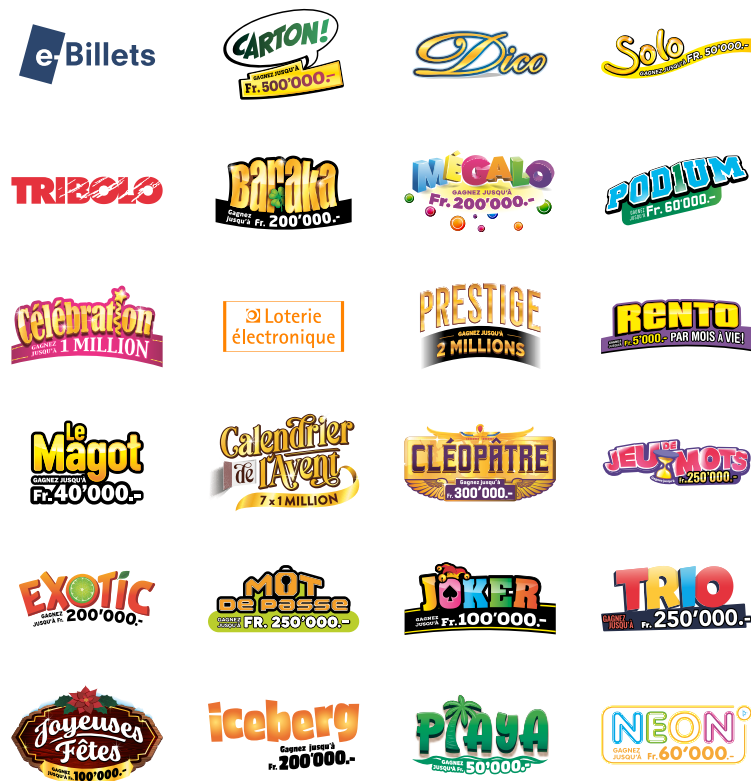 e-Billets
CARTON!
GAGNEZ JUSQU'À
Fr. 500'000.-
Dico
Solo
GAGNEZ JUSQU'À FR. 50'000.-
TRIBOLO
Baraka
Gagnez
jusqu'à Fr. 200'000.-
MÉGALO
GAGNEZ JUSQU'À
Fr. 200'000.-
PODIUM
GAGNEZ
JUSQU'À Fr. 60'000.-
Célébration
GAGNEZ
JUSQU'À 1 MILLION
Loterie
électronique
PRESTIGE
GAGNEZ JUSQU'À
2 MILLIONS
RENTO
GAGNEZ
JUSQU'À Fr. 5'000.- PAR MOIS À VIE!
Le
Magot
GAGNEZ JUSQU'À
Fr. 40'000.-
Calendrier
de l'Avent
7 x 1 MILLION
CLÉOPÂTRE
Gagnez jusqu'à
Fr. 300'000.-
JEU DE MOTS
Fr. 250'000.-
EXOTIC
GAGNEZ
JUSQU'À Fr. 200'000.-
MÔT
DE PASSE
GAGNEZ
JUSQU'À FR. 250'000.-
JOKER
GAGNEZ
JUSQU'À Fr. 100'000.-
TRIO
GAGNEZ
JUSQU'À Fr. 250'000.-
Joyeuses
Fêtes
GAGNEZ
JUSQU'À Fr. 100'000.-
iceberg
Gagnez jusqu'à
Fr. 200'000.-
PLAYA
GAGNEZ
JUSQU'À Fr. 50'000.-
NEON
GAGNEZ
JUSQU'À Fr. 60'000.-